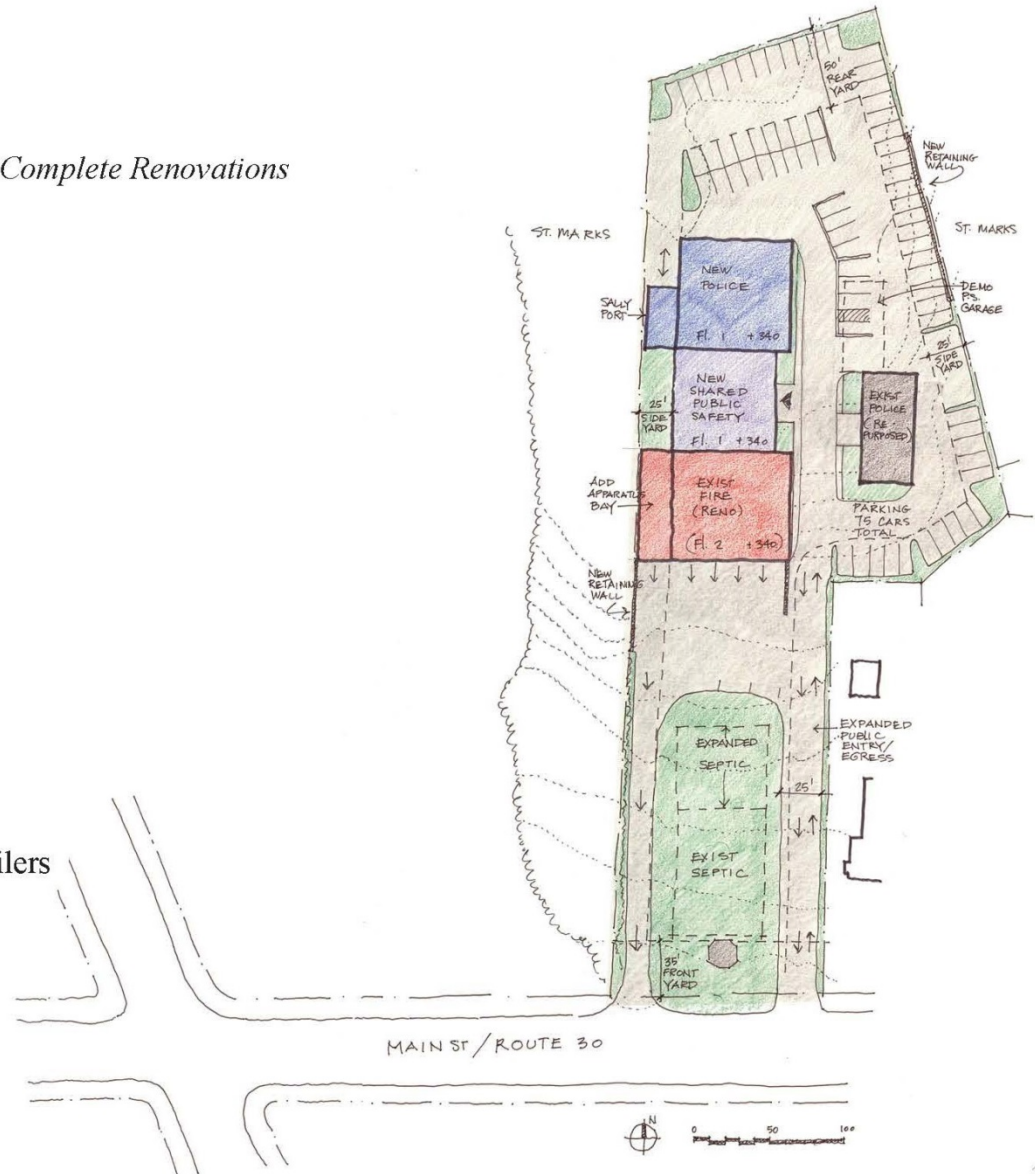 Complete Renovations
50'
REAR
YARD
NEW
RETAINING
WALL
ST. MARKS
ST. MARKS
NEW
POLICE
Fl. 1 +340
SALLY
PORT
DEMO
P.S.
GARAGE
25'
SIDE
YARD
NEW
SHARED
PUBLIC
SAFETY
Fl. 1 +340
25'
SIDE
YARD
EXIST
POLICE
(RE
PURPOSED)
ADD
APPARATUS
BAY
EXIST
FIRE
(RENO)
(Fl. 2 +340)
PARKING
75 CARS
TOTAL
NEW
RETAINING
WALL
EXPANDED
PUBLIC
ENTRY/
EGRESS
EXPANDED
SEPTIC
25'
EXIST
SEPTIC
ilers
35'
FRONT
YARD
MAIN ST / ROUTE 30
N
0 50 100